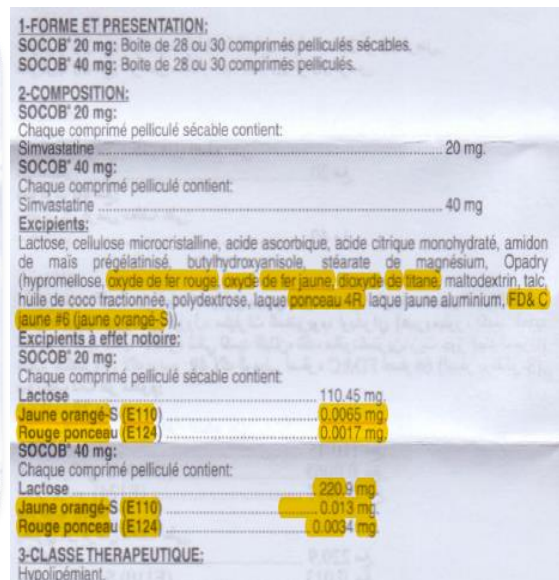 1-FORME ET PRESENTATION:
SOCOB® 20 mg: Boite de 28 ou 30 comprimés pelliculés sécables.
SOCOB® 40 mg: Boite de 28 ou 30 comprimés pelliculés.
2-COMPOSITION:
SOCOB® 20 mg:
Chaque comprimé pelliculé sécable contient:
Simvastatine ........................................................ 20 mg.
SOCOB® 40 mg:
Chaque comprimé pelliculé contient:
Simvastatine ........................................................ 40 mg
Excipients:
Lactose, cellulose microcristalline, acide ascorbique, acide citrique monohydraté, amidon
de maïs prégélatinisé, butylhydroxyanisole, stéarate de magnésium, Opadry
(hypromellose, oxyde de fer rouge, oxyde de fer jaune, dioxyde de titane, maltodextrin, talc,
huile de coco fractionnée, polydextrose, laque ponceau 4R, laque jaune aluminium, FD& C
jaune #6 (jaune orangé-S)).
Excipients à effet notoire:
SOCOB® 20 mg:
Chaque comprimé pelliculé sécable contient:
Lactose ........................................ 110.45 mg.
Jaune orangé-S (E110) ........................ 0.0065 mg.
Rouge ponceau (E124) ........................ 0.0017 mg.
SOCOB® 40 mg:
Chaque comprimé pelliculé contient:
Lactose ........................................ 220,9 mg.
Jaune orangé-S (E110) ........................ 0.013 mg.
Rouge ponceau (E124) ........................ 0.0034 mg.
3-CLASSE THERAPEUTIQUE:
Hypolipémiant.